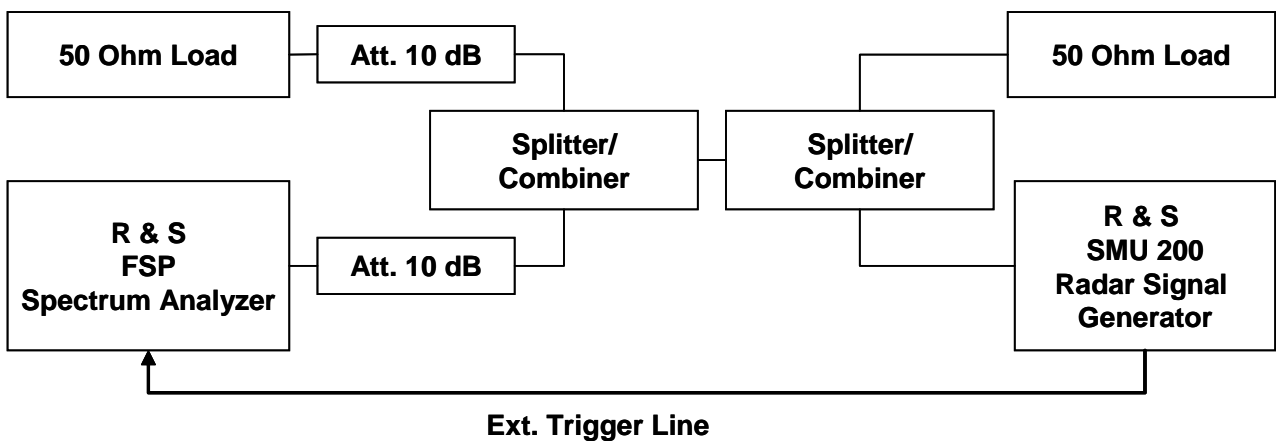 50 Ohm Load
Att. 10 dB
50 Ohm Load
Splitter/
Combiner
Splitter/
Combiner
R & S
FSP
Spectrum Analyzer
Att. 10 dB
R & S
SMU 200
Radar Signal
Generator
Ext. Trigger Line